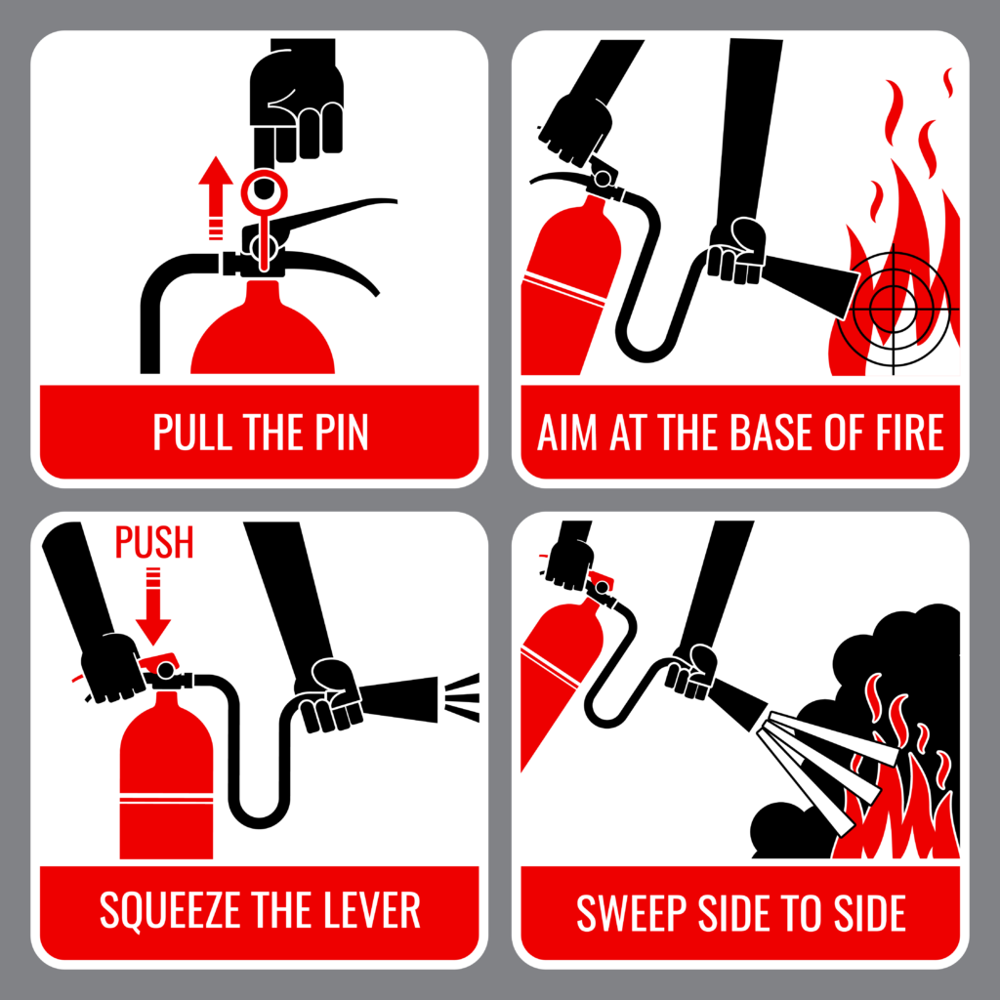 PULL THE PIN
AIM AT THE BASE OF FIRE
PUSH
SQUEEZE THE LEVER
SWEEP SIDE TO SIDE